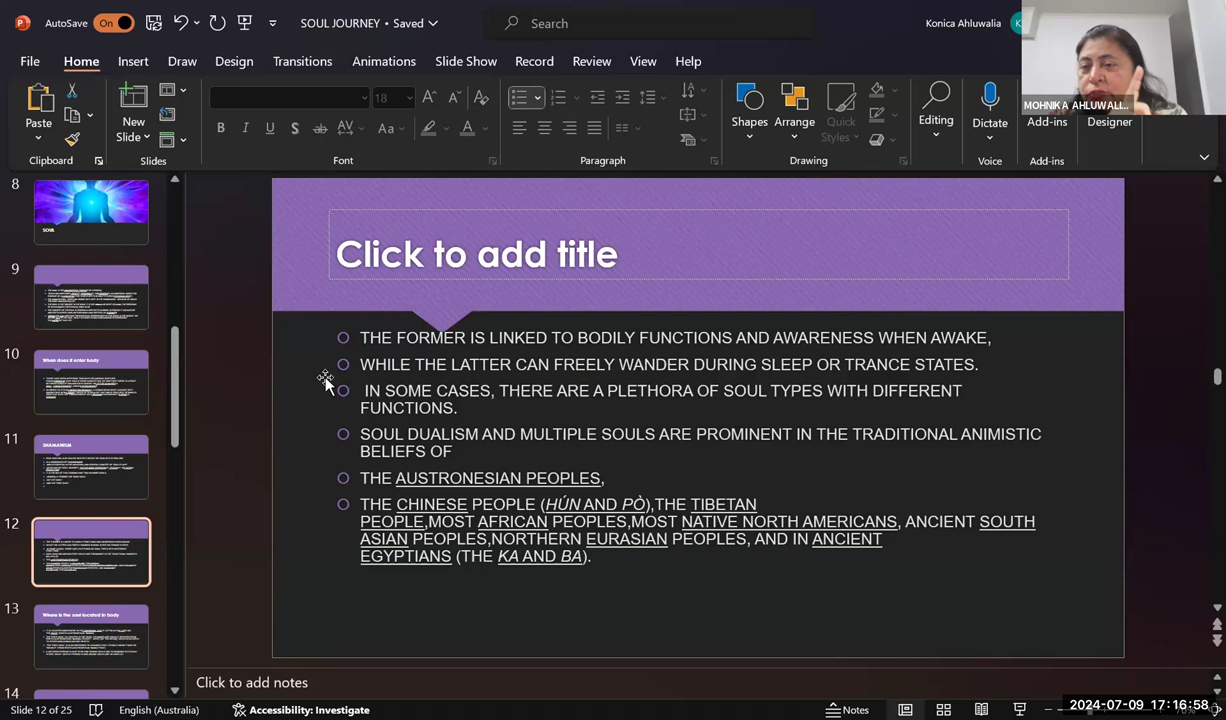 AutoSave On SOUL JOURNEY • Saved Search Konica Ahluwalia
File Home Insert Draw Design Transitions Animations Slide Show Record Review View Help
MOHNIKA AHLUWALI...
Paste New Slide 18 Shapes Arrange Quick Styles Editing Dictate Add-ins Designer
Clipboard Slides Font Paragraph Drawing Voice Add-ins
8
SOUL
9
10
When does it enter body
11
SHAMANISM
12
13
Where is the soul located in body
14
Click to add title
THE FORMER IS LINKED TO BODILY FUNCTIONS AND AWARENESS WHEN AWAKE,
WHILE THE LATTER CAN FREELY WANDER DURING SLEEP OR TRANCE STATES.
IN SOME CASES, THERE ARE A PLETHORA OF SOUL TYPES WITH DIFFERENT
FUNCTIONS.
SOUL DUALISM AND MULTIPLE SOULS ARE PROMINENT IN THE TRADITIONAL ANIMISTIC
BELIEFS OF
THE AUSTRONESIAN PEOPLES,
THE CHINESE PEOPLE (HÚN AND PÒ),THE TIBETAN
PEOPLE,MOST AFRICAN PEOPLES,MOST NATIVE NORTH AMERICANS, ANCIENT SOUTH
ASIAN PEOPLES,NORTHERN EURASIAN PEOPLES, AND IN ANCIENT
EGYPTIANS (THE KA AND BA).
Click to add notes
Slide 12 of 25 English (Australia) Accessibility: Investigate Notes
2024-07-09 17:16:58